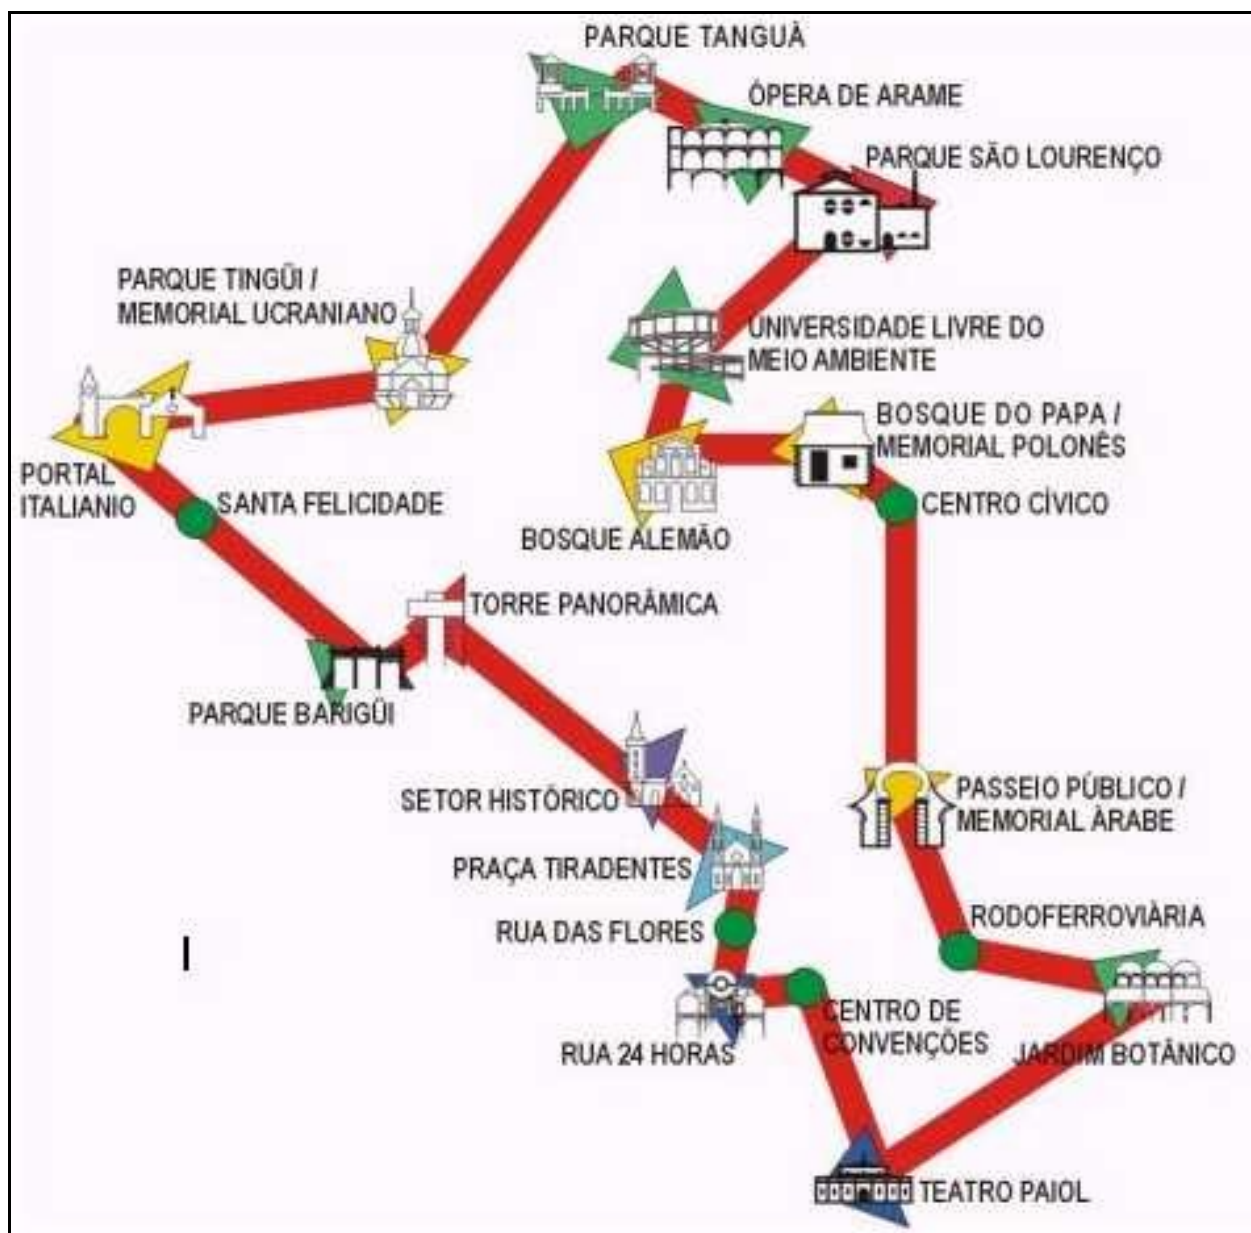 PARQUE TANGUÀ
ÓPERA DE ARAME
PARQUE SÃO LOURENÇO
PARQUE TINGÜI /
MEMORIAL UCRANIANO
UNIVERSIDADE LIVRE DO
MEIO AMBIENTE
BOSQUE DO PAPA /
MEMORIAL POLONÊS
PORTAL
ITALIANIO
SANTA FELICIDADE
CENTRO CÍVICO
BOSQUE ALEMÃO
TORRE PANORÂMICA
PARQUE BARIGÜI
SETOR HISTÓRICO
PASSEIO PÚBLICO /
MEMORIAL ÀRABE
PRAÇA TIRADENTES
RODOFERROVIÀRIA
RUA DAS FLORES
CENTRO DE
CONVENÇÕES
RUA 24 HORAS
JARDIM BOTÂNICO
TEATRO PAIOL